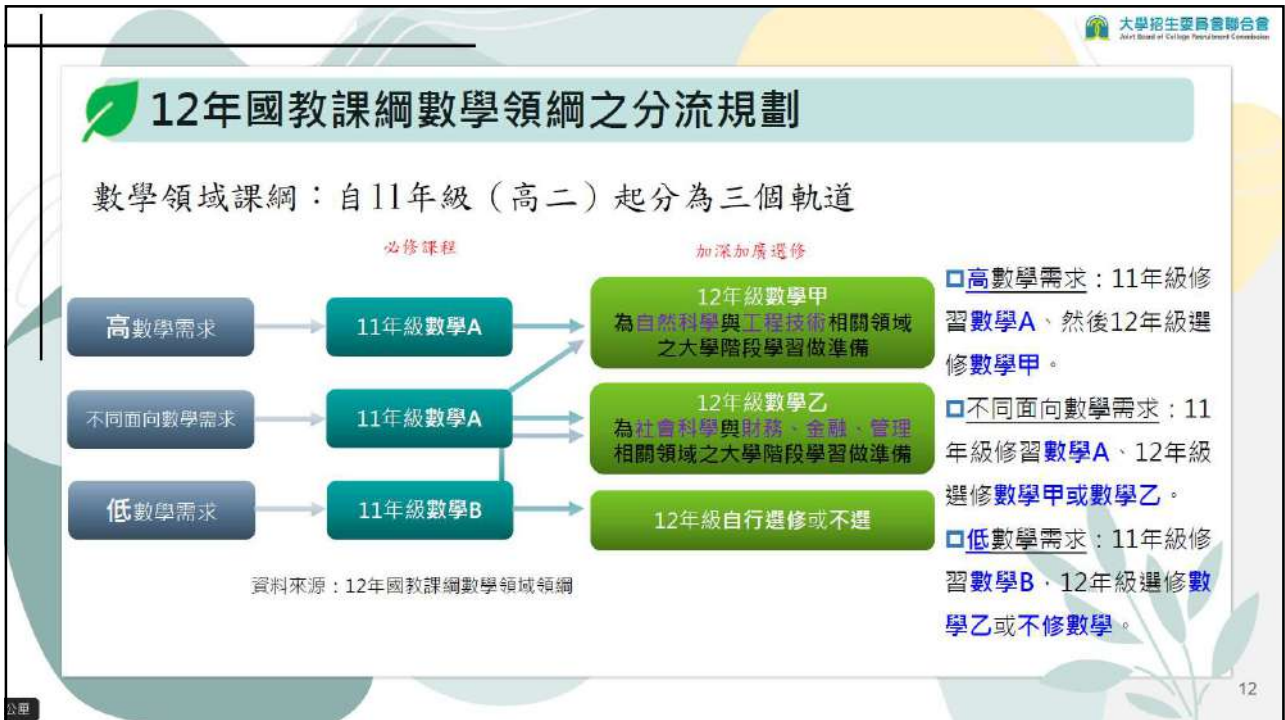 大學招生委員會聯合會
Joint Board of College Recruitment Commission
12年國教課綱數學領綱之分流規劃
數學領域課綱：自11年級（高二）起分為三個軌道
必修課程
加深加廣選修
高數學需求
11年級數學A
12年級數學甲
為自然科學與工程技術相關領域
之大學階段學習做準備
不同面向數學需求
11年級數學A
12年級數學乙
為社會科學與財務、金融、管理
相關領域之大學階段學習做準備
低數學需求
11年級數學B
12年級自行選修或不選
資料來源：12年國教課綱數學領域領綱
高數學需求：11年級修
習數學A、然後12年級選
修數學甲。
不同面向數學需求：11
年級修習數學A、12年級
選修數學甲或數學乙。
低數學需求：11年級修
習數學B，12年級選修數
學乙或不修數學。
12
公里